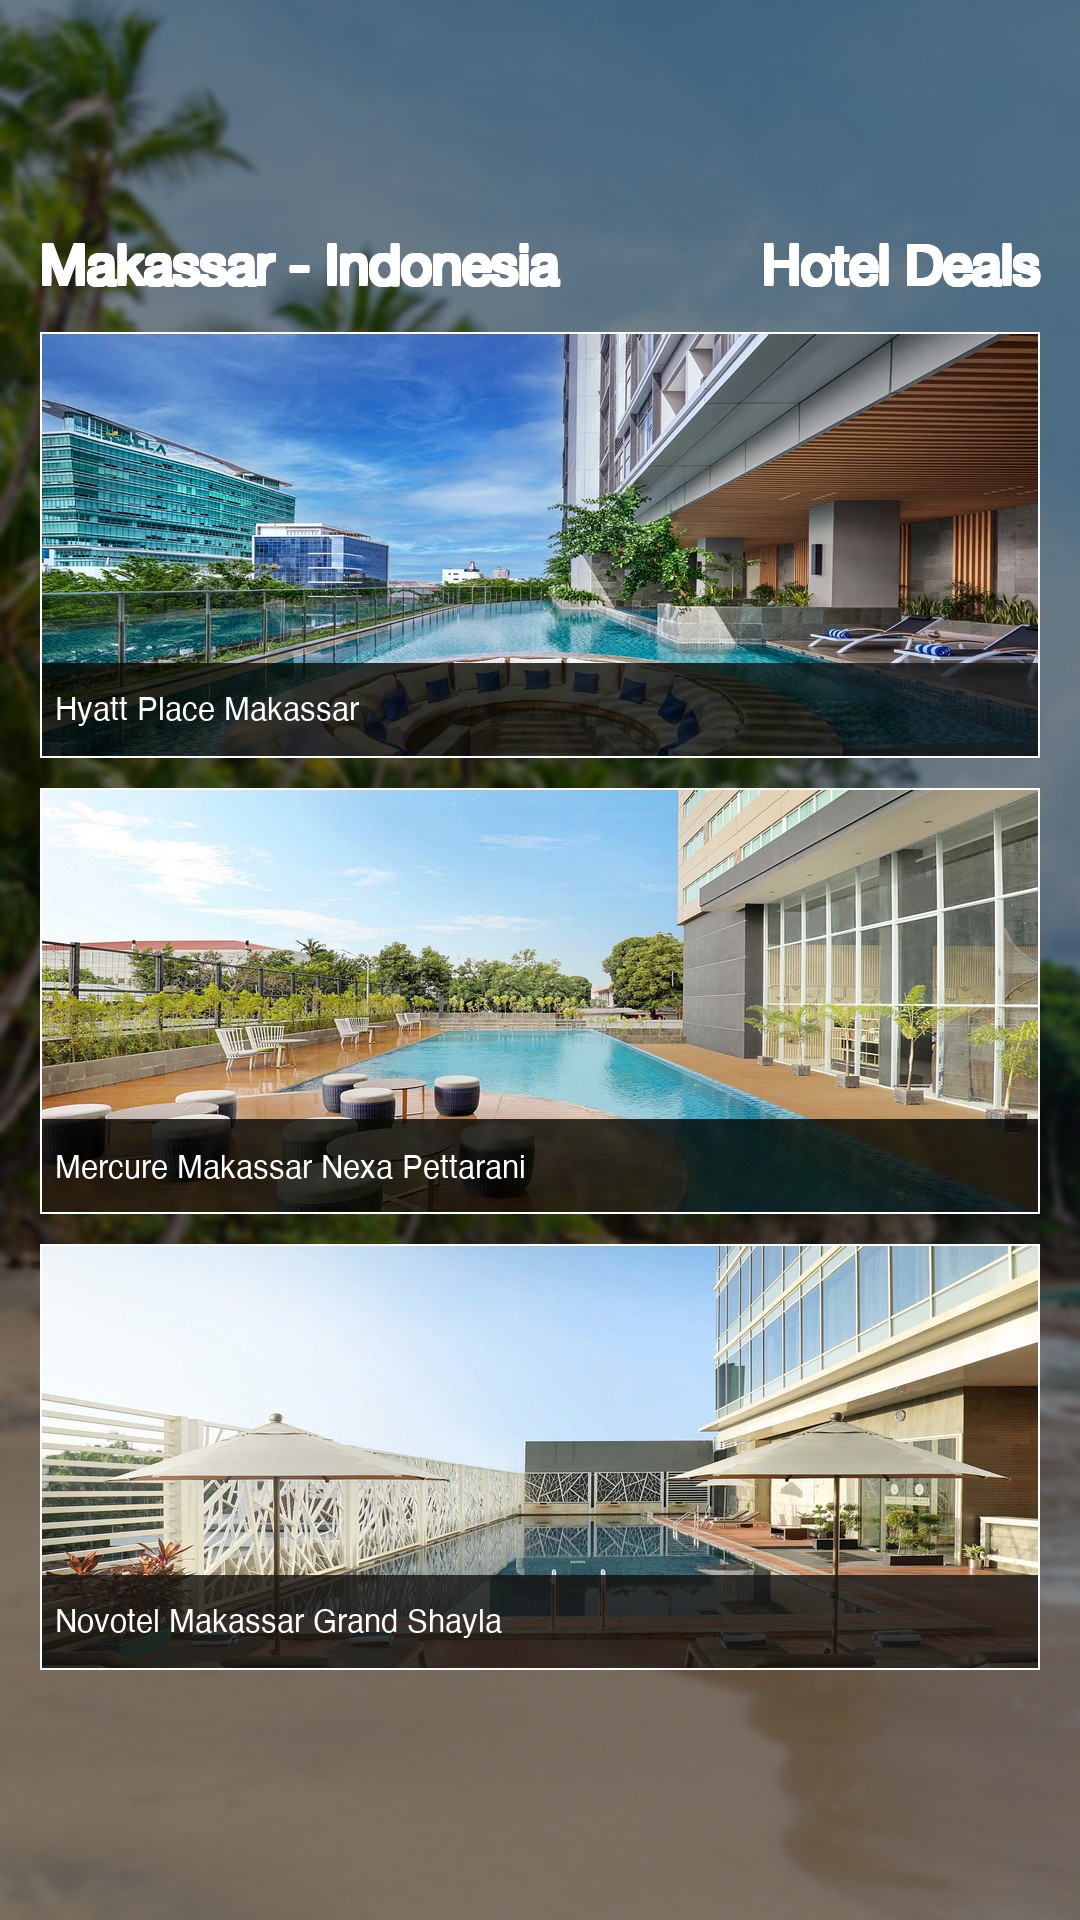 Makassar - Indonesia
Hotel Deals
Hyatt Place Makassar
Mercure Makassar Nexa Pettarani
Novotel Makassar Grand Shayla